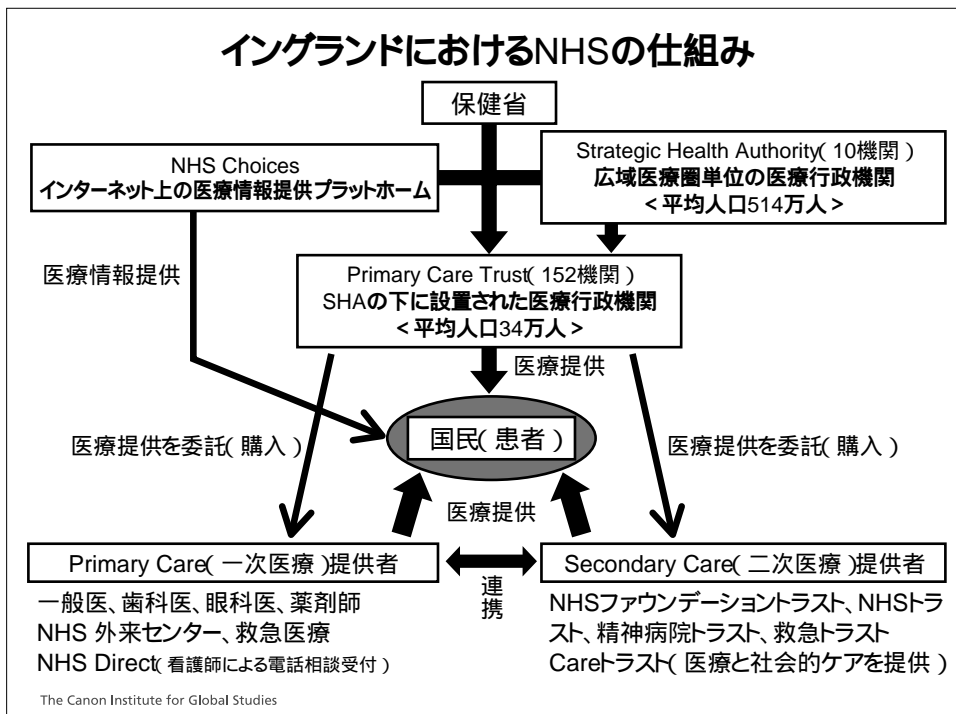 イングランドにおけるNHSの仕組み
保健省
NHS Choices
インターネット上の医療情報提供プラットホーム
Strategic Health Authority( 10機関 )
広域医療圏単位の医療行政機関
< 平均人口514万人 >
医療情報提供
Primary Care Trust( 152機関 )
SHAの下に設置された医療行政機関
< 平均人口34万人 >
医療提供
国民( 患者 )
医療提供を委託( 購入 )
医療提供を委託( 購入 )
医療提供
Primary Care( 一次医療 )提供者
連携
Secondary Care( 二次医療 )提供者
一般医、歯科医、眼科医、薬剤師
NHS 外来センター、救急医療
NHS Direct( 看護師による電話相談受付 )
NHSファウンデーショントラスト、NHSトラ
スト、精神病院トラスト、救急トラスト
Careトラスト( 医療と社会的ケアを提供 )
The Canon Institute for Global Studies